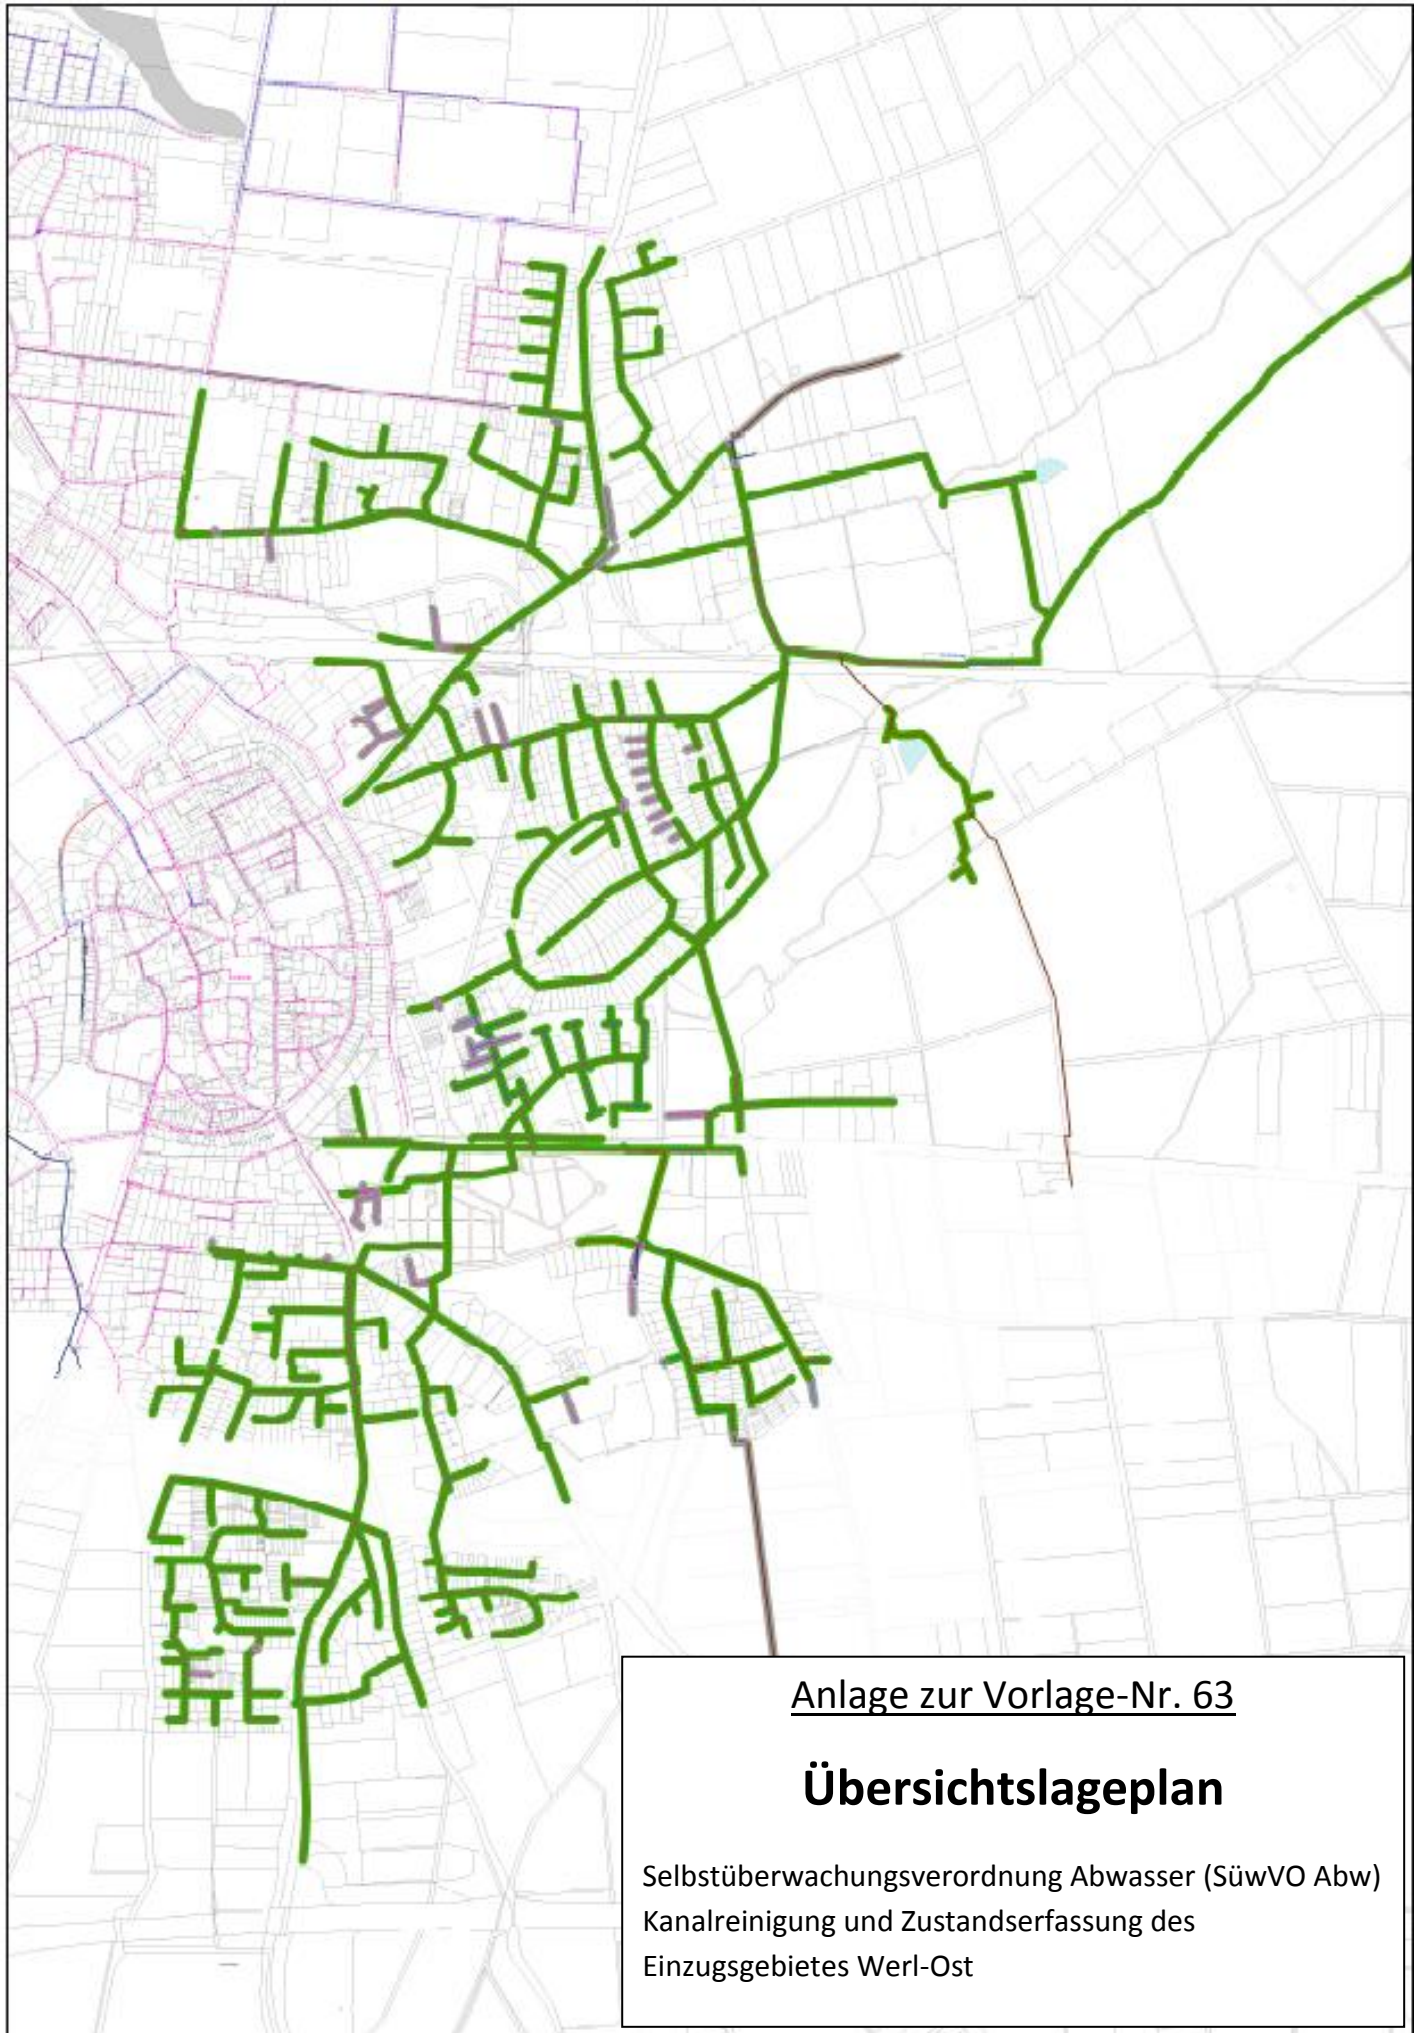 Anlage zur Vorlage-Nr. 63
Übersichtslageplan
Selbstüberwachungsverordnung Abwasser (SüwVO Abw)
Kanalreinigung und Zustandserfassung des
Einzugsgebietes Werl-Ost